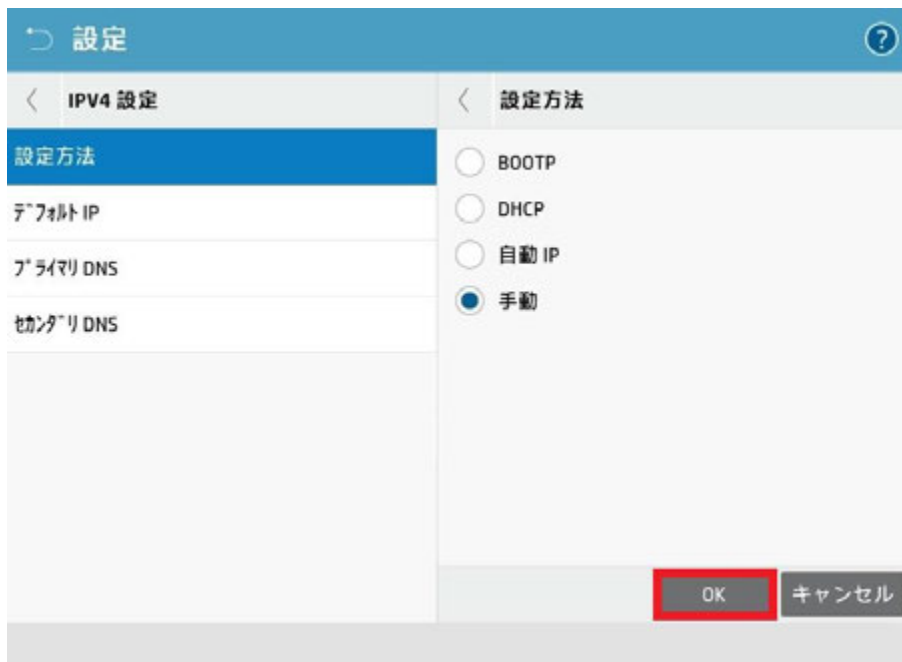 設定
?
IPV4 設定
設定方法
設定方法
ﾃﾞﾌｫﾙﾄ IP
ﾌﾟﾗｲﾏﾘ DNS
ｾｶﾝﾀﾞﾘ DNS
BOOTP
DHCP
自動 IP
手動
OK
キャンセル